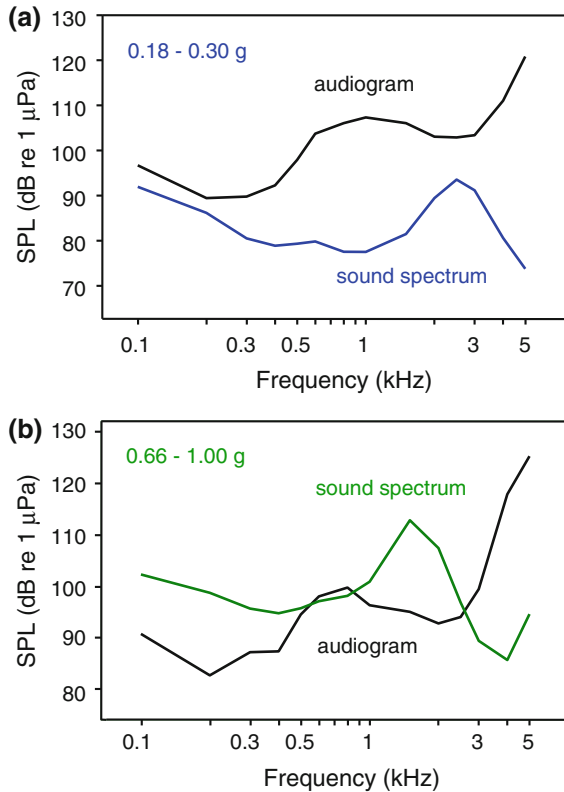 (a)
0.18 - 0.30 g
audiogram
sound spectrum
SPL (dB re 1 µPa)
130
120
110
100
90
80
70
0.1 0.3 0.5 1 3 5
Frequency (kHz)
(b)
0.66 - 1.00 g
sound spectrum
audiogram
SPL (dB re 1 µPa)
130
120
110
100
90
80
0.1 0.3 0.5 1 3 5
Frequency (kHz)